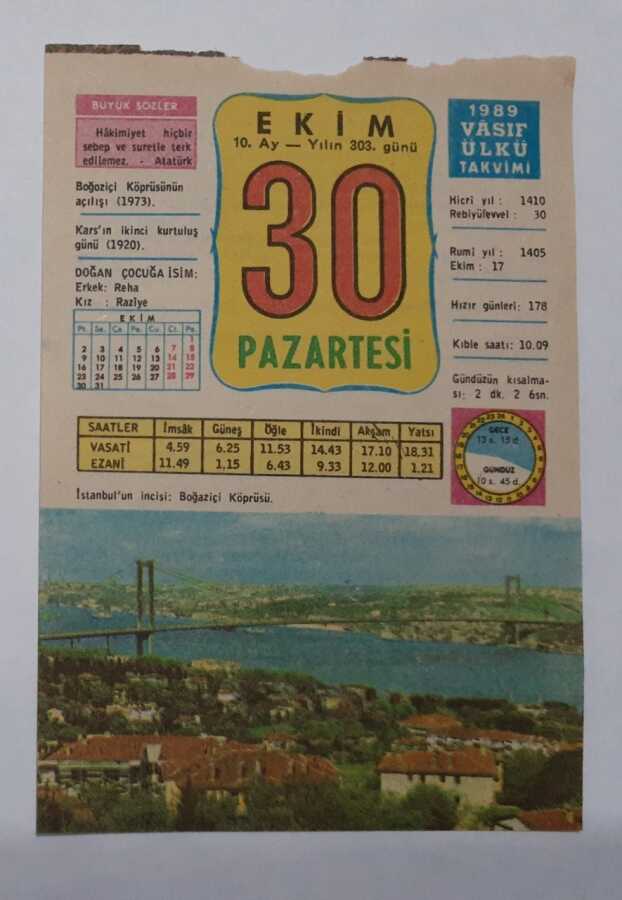 BÜYÜK SÖZLER
Hâkimiyet hiçbir
sebep ve suretle terk
edilemez. - Atatürk
Boğoziçi Köprüsünün
açılışı (1973).
Kars'ın ikinci kurtuluş
günü (1920).
DOĞAN ÇOCUĞA İSİM:
Erkek: Reha
Kız : Raziye
EKİM
Pt. Sa. Ça. Pe. Cu. Ct. Pa.
1
2 3 4 5 6 7 8
9 10 11 12 13 14 15
16 17 18 19 20 21 22
23 24 25 26 27 28 29
30 31
EKİM
10. Ay — Yılın 303. günü
30
PAZARTESİ
1989
VÂSIF
ÜLKÜ
TAKVİMİ
Hicrî yıl : 1410
Rebiyülevvel : 30
Rumî yıl : 1405
Ekim : 17
Hızır günleri: 178
Kıble saatı: 10.09
Gündüzün kısalma-
sı: 2 dk. 2 6sn.
SAATLER İmsâk Güneş Öğle İkindi Akşam Yatsı
VASATİ 4.59 6.25 11.53 14.43 17.10 18.31
EZANİ 11.49 1.15 6.43 9.33 12.00 1.21
GECE
13 s. 15 d.
GÜNDÜZ
10 s. 45 d.
İstanbul'un incisi: Boğaziçi Köprüsü.